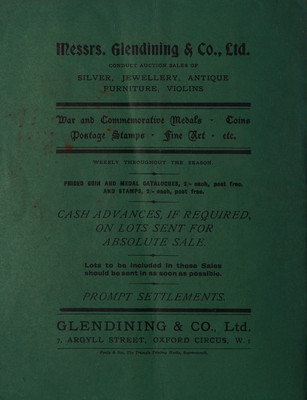 Messrs. Glendining & Co., Ltd.
CONDUCT AUCTION SALES OF
SILVER, JEWELLERY, ANTIQUE
FURNITURE, VIOLINS
War and Commemorative Medals · Coins
Postage Stamps · Fine Art · etc.
WEEKLY THROUGHOUT THE SEASON.
PRICED COIN AND MEDAL CATALOGUES, 2/- each, post free.
AND STAMPS, 2/- each, post free.
CASH ADVANCES, IF REQUIRED,
ON LOTS SENT FOR
ABSOLUTE SALE.
Lots to be included in these Sales
should be sent in as soon as possible.
PROMPT SETTLEMENTS.
GLENDINING & CO., Ltd.
7, ARGYLL STREET, OXFORD CIRCUS, W. 1